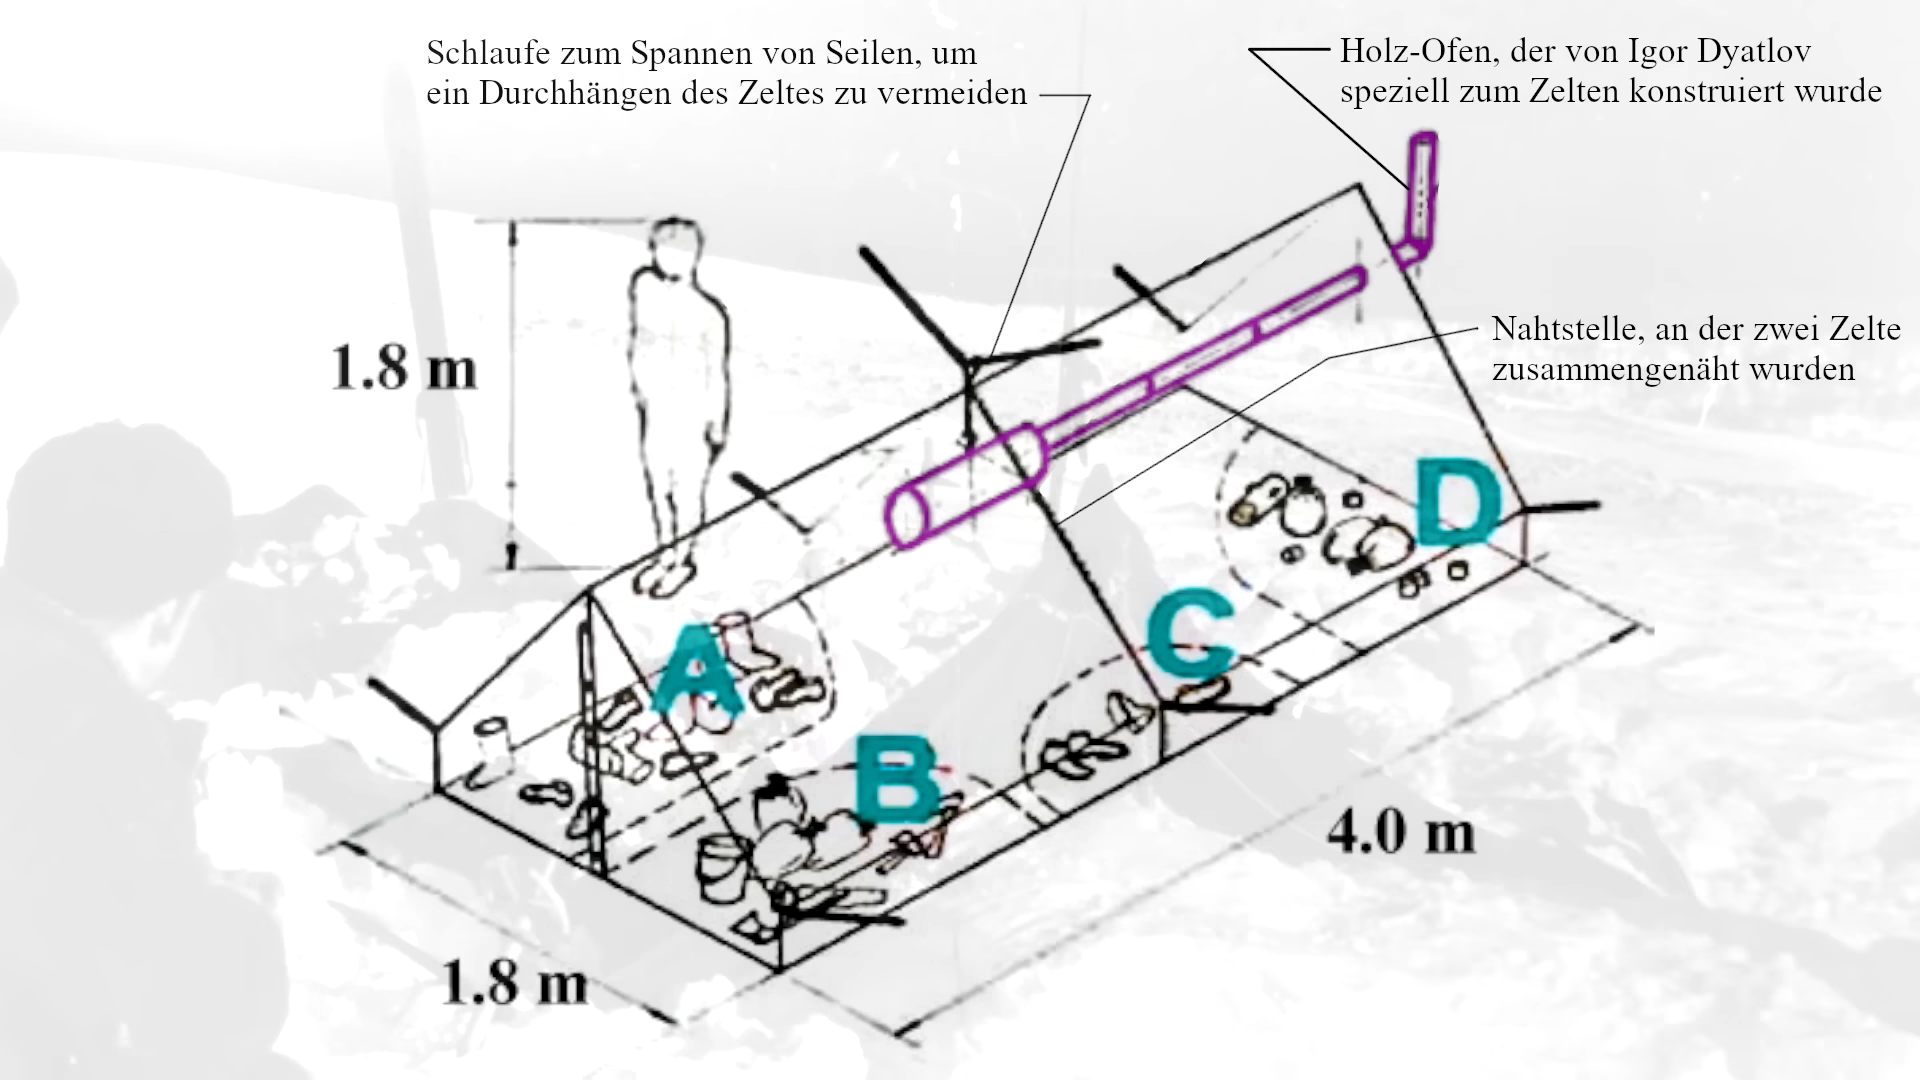 Schlaufe zum Spannen von Seilen, um
ein Durchhängen des Zeltes zu vermeiden
Holz-Ofen, der von Igor Dyatlov
speziell zum Zelten konstruiert wurde
1.8 m
Nahtstelle, an der zwei Zelte
zusammengenäht wurden
D
C
A
B
4.0 m
1.8 m